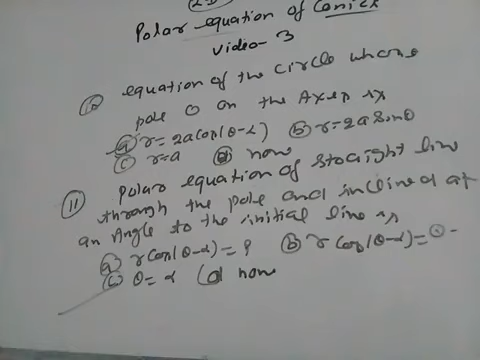 Polar equation of Conics
video-3
equation of the circle whose
pole O on the Axes is
(a) r=2a cos(θ-α) (b) r=2a sinθ
(c) r=a (d) none
11 Polar equation of straight line
through the pole and inclined at
an Angle to the initial line is
(a) r cos(θ-α)=p (b) r cos(θ-α)=0
(c) θ=α (d) none